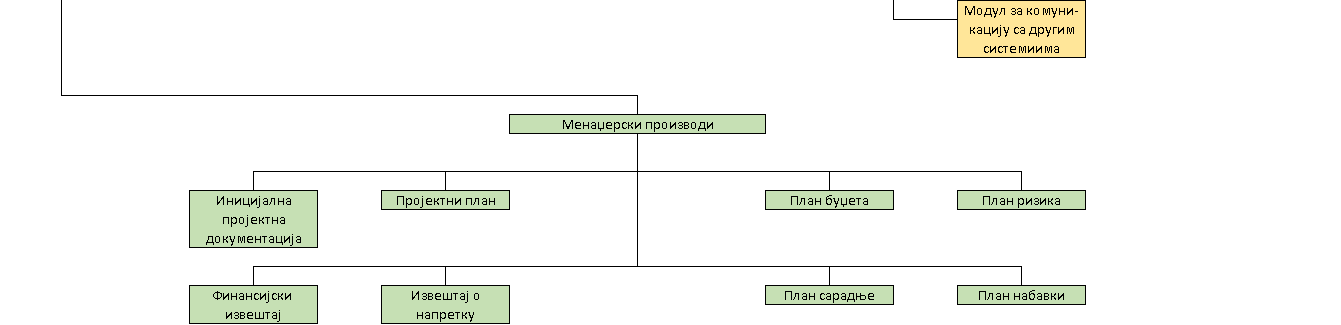 Модул за комуни-
кацију са другим
системиима
Менаџерски производи
Иницијална
пројектна
документација
Пројектни план
План буџета
План ризика
Финансијски
извештај
Извештај о
напретку
План сарадње
План набавки